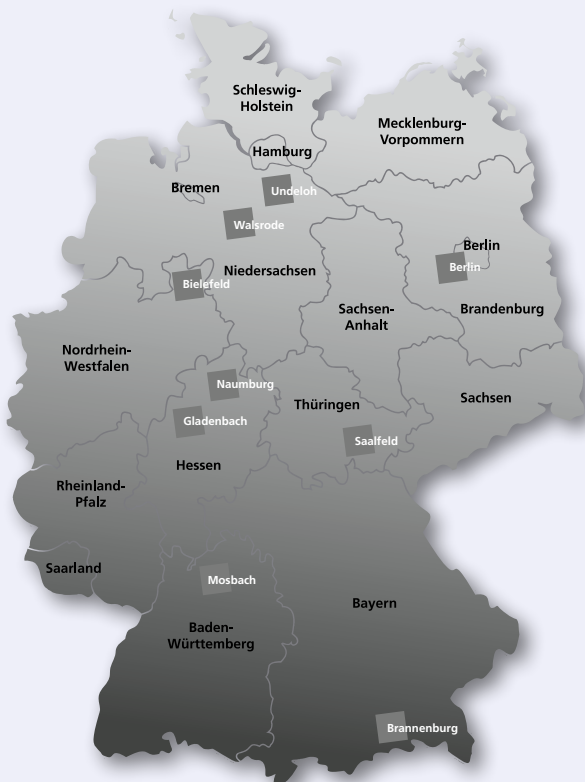 Schleswig-
Holstein
Mecklenburg-
Vorpommern
Hamburg
Bremen
Undeloh
Walsrode
Berlin
Berlin
Niedersachsen
Bielefeld
Sachsen-
Anhalt
Brandenburg
Nordrhein-
Westfalen
Naumburg
Thüringen
Sachsen
Gladenbach
Saalfeld
Hessen
Rheinland-
Pfalz
Saarland
Mosbach
Bayern
Baden-
Württemberg
Brannenburg